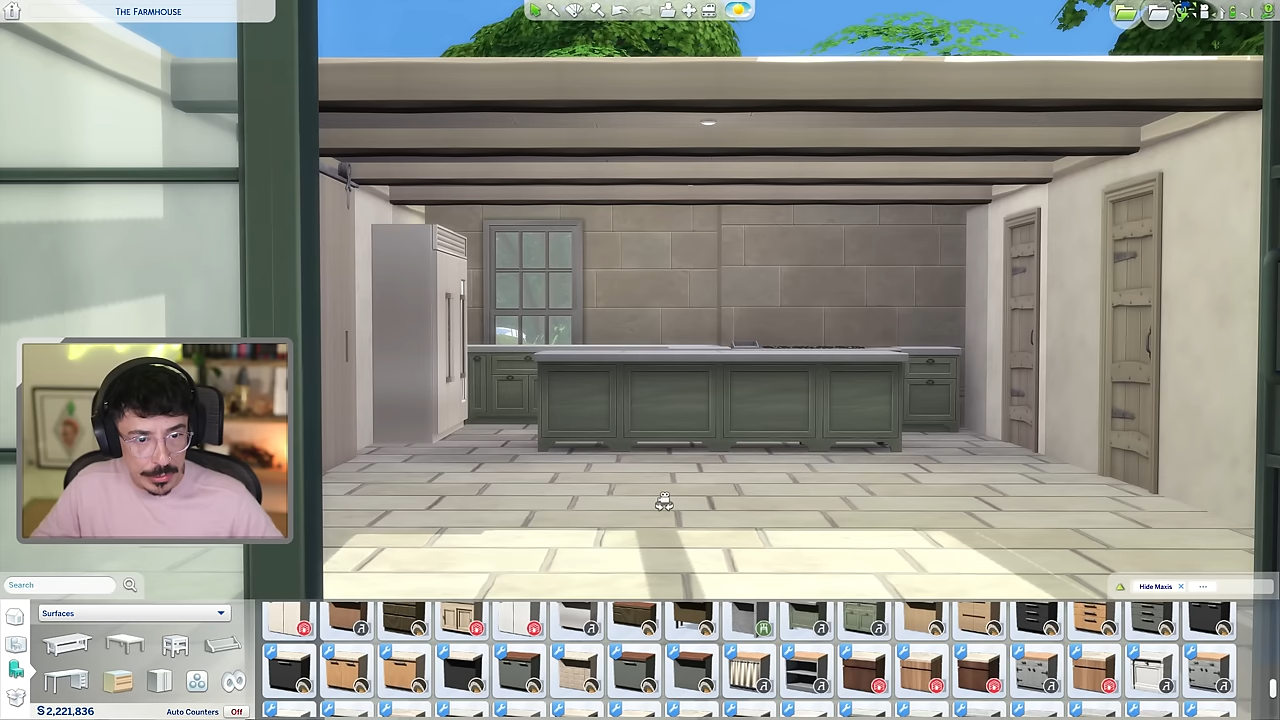 The Farmhouse
Search
Hide Maxis
Surfaces
§2,221,836
Auto Counters
Off